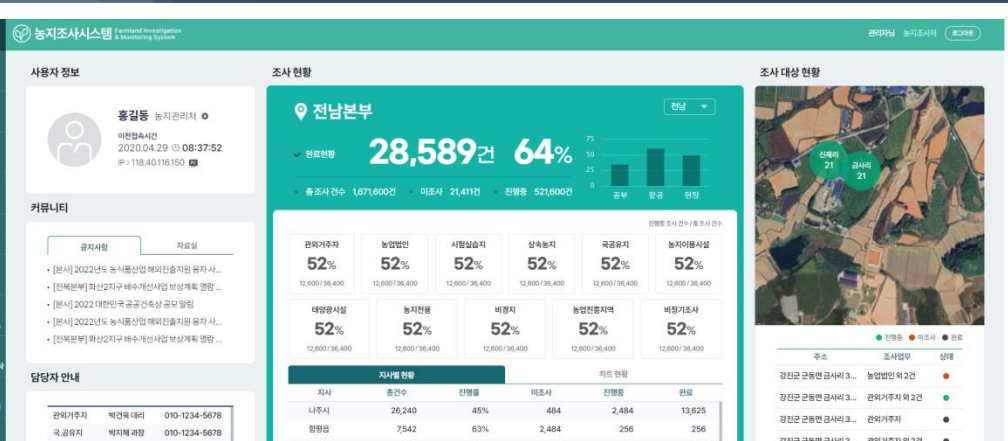 농지조사시스템 Farmland Investigation & Monitoring System
관리자님 농지조사처 로그아웃
사용자 정보
홍길동 농지관리처
이전접속시간
2020.04.29 08:37:52
IP > 118.40.116.150
커뮤니티
공지사항 자료실
[본사] 2022년도 농식품산업 해외진출지원 융자 사...
[전북본부] 화산2지구 배수개선사업 보상계획 열람 ...
[본사] 2022 대한민국 공공건축상 공모 알림
[본사] 2022년도 농식품산업 해외진출지원 융자 사...
[전북본부] 화산2지구 배수개선사업 보상계획 열람 ...
담당자 안내
관외거주자 박건욱 대리 010-1234-5678
국.공유지 박지혜 과장 010-1234-5678
조사 현황
전남본부
전남
완료현황 28,589건 64%
총 조사 건수 1,671,600건 미조사 21,411건 진행중 521,600건
75
50
25
0
공부 항공 현장
진행중 조사 건수 / 총 조사 건수
관외거주자 농업법인 시험실습지 상속농지 국공유지 농지이용시설
52% 52% 52% 52% 52% 52%
12,600 / 36,400 12,600 / 36,400 12,600 / 36,400 12,600 / 36,400 12,600 / 36,400 12,600 / 36,400
태양광시설 농지전용 비경지 농업진흥지역 비정기조사
52% 52% 52% 52% 52%
12,600 / 36,400 12,600 / 36,400 12,600 / 36,400 12,600 / 36,400 12,600 / 36,400
지사별 현황 차트 현황
지사 총건수 진행률 미조사 진행중 완료
나주시 26,240 45% 484 2,484 13,625
함평읍 7,542 63% 2,484 256 256
조사 대상 현황
신계리
21
금사리
21
진행중 미조사 완료
주소 조사업무 상태
강진군 군동면 금사리 3... 농업법인 외 2건
강진군 군동면 금사리 3... 관외거주자 외 2건
강진군 군동면 금사리 3... 관외거주자
강진군 군동면 금사리 3... 관외거주자 외 2건